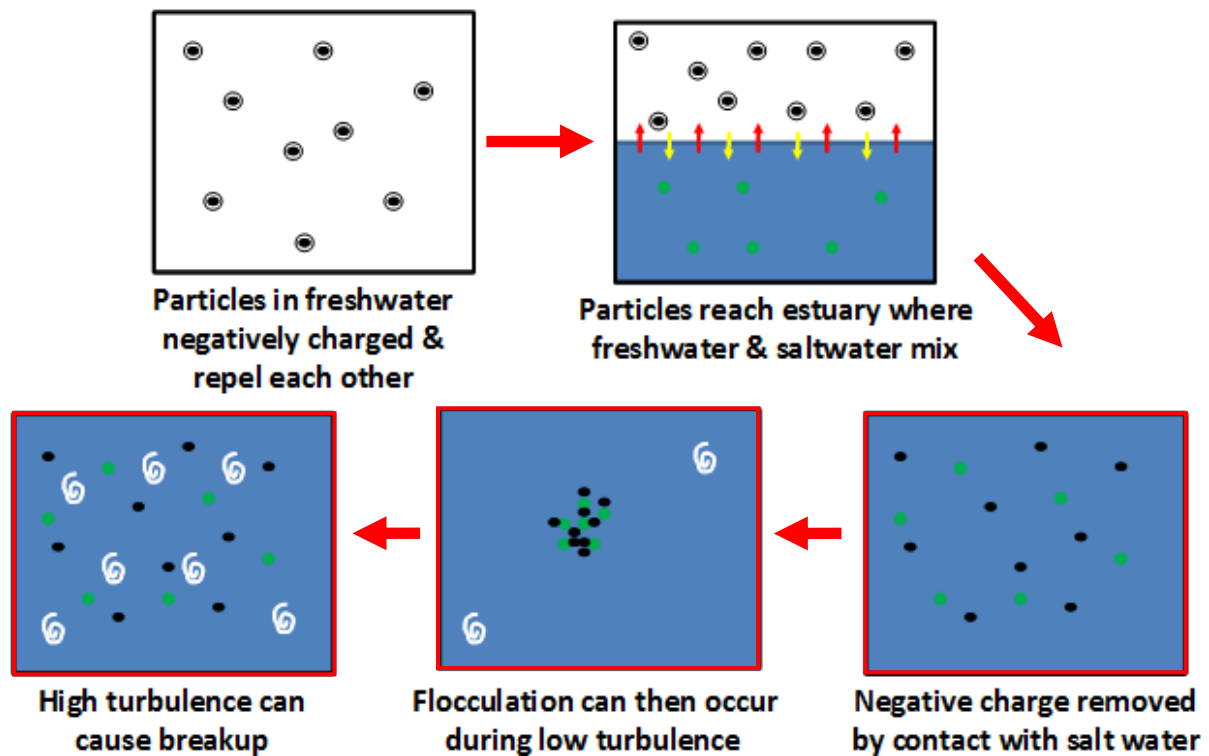 Particles in freshwater
negatively charged &
repel each other
Particles reach estuary where
freshwater & saltwater mix
High turbulence can
cause breakup
Flocculation can then occur
during low turbulence
Negative charge removed
by contact with salt water